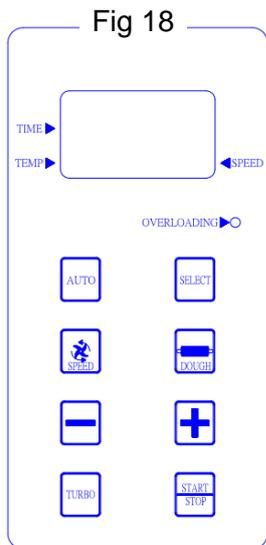 Fig 18
TIME
TEMP
SPEED
OVERLOADING
AUTO
SELECT
SPEED
DOUGH
TURBO
START
STOP